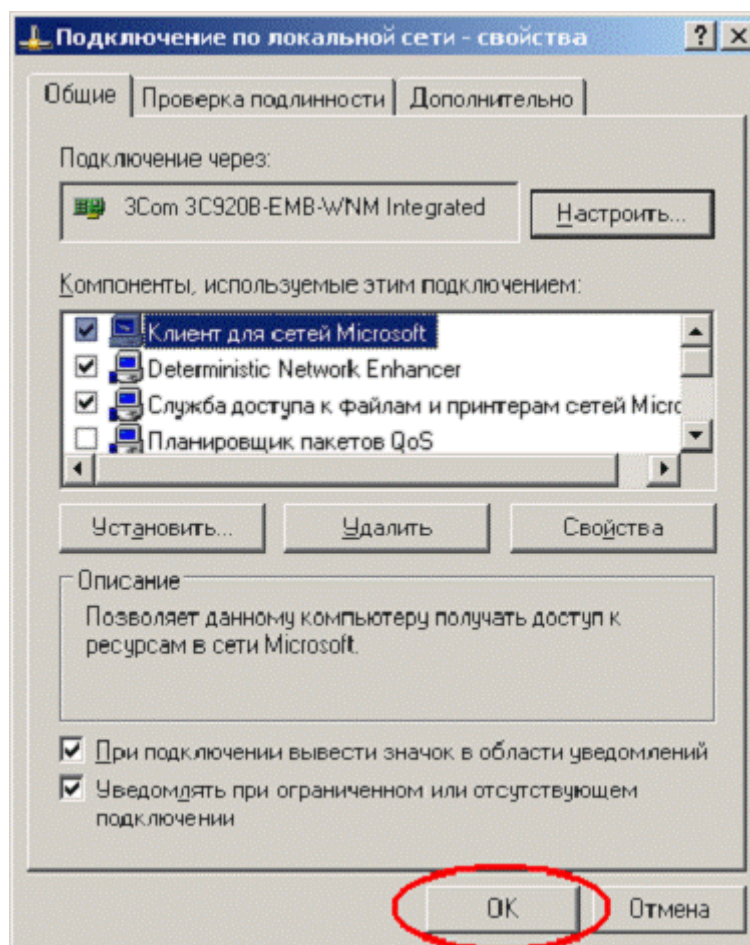 Подключение по локальной сети - свойства
Общие Проверка подлинности Дополнительно
Подключение через:
3Com 3C920B-EMB-WNM Integrated Настроить...
Компоненты, используемые этим подключением:
Клиент для сетей Microsoft
Deterministic Network Enhancer
Служба доступа к файлам и принтерам сетей Micrc
Планировщик пакетов QoS
Установить... Удалить Свойства
Описание
Позволяет данному компьютеру получать доступ к
ресурсам в сети Microsoft.
При подключении вывести значок в области уведомлений
Уведомлять при ограниченном или отсутствующем
подключении
OK Отмена